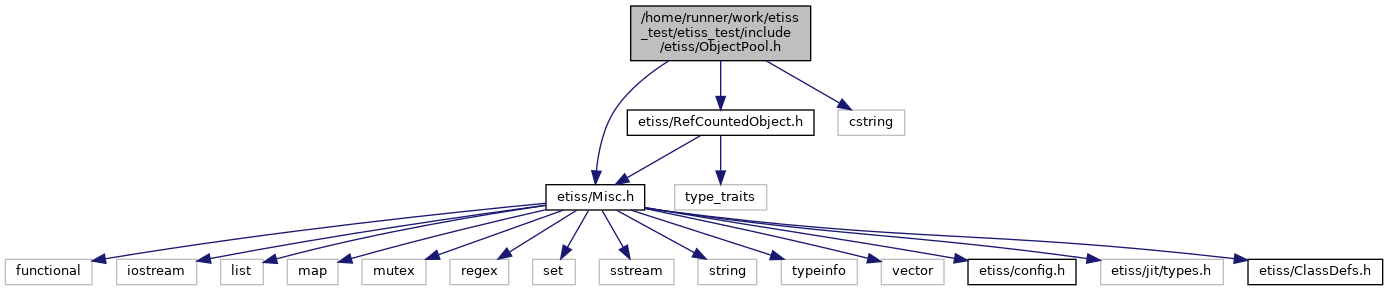 /home/runner/work/etiss
_test/etiss_test/include
/etiss/ObjectPool.h
etiss/RefCountedObject.h
cstring
etiss/Misc.h
type_traits
functional
iostream
list
map
mutex
regex
set
sstream
string
typeinfo
vector
etiss/config.h
etiss/jit/types.h
etiss/ClassDefs.h